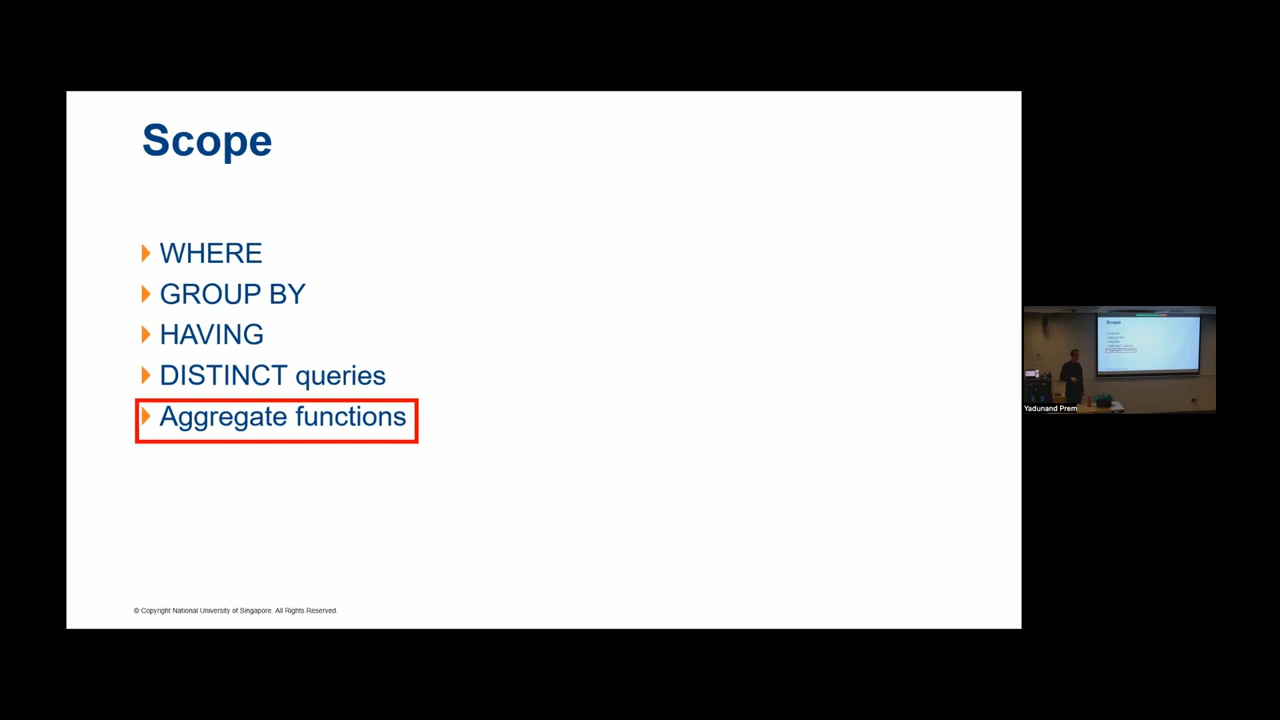 Scope
WHERE
GROUP BY
HAVING
DISTINCT queries
Aggregate functions
© Copyright National University of Singapore. All Rights Reserved.
Scope
Yadunand Prem